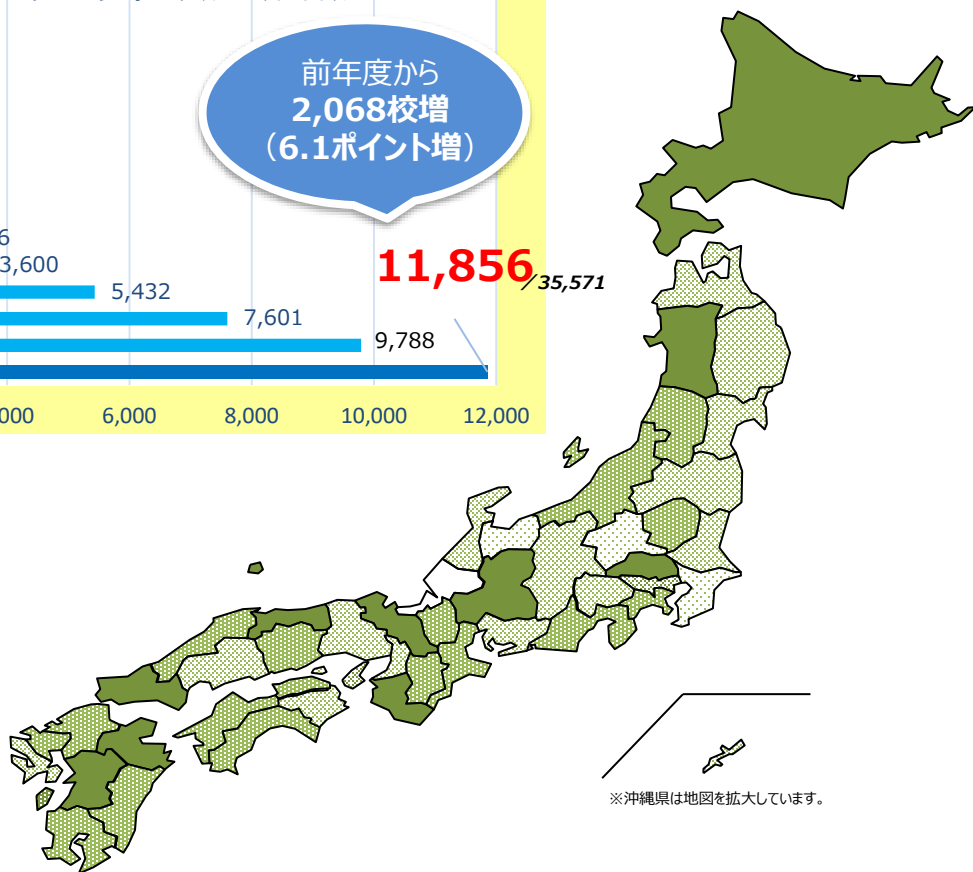 前年度から
2,068校増
（6.1ポイント増）
6
3,600
11,856/35,571
5,432
7,601
9,788
000
6,000
8,000
10,000
12,000
※沖縄県は地図を拡大しています。